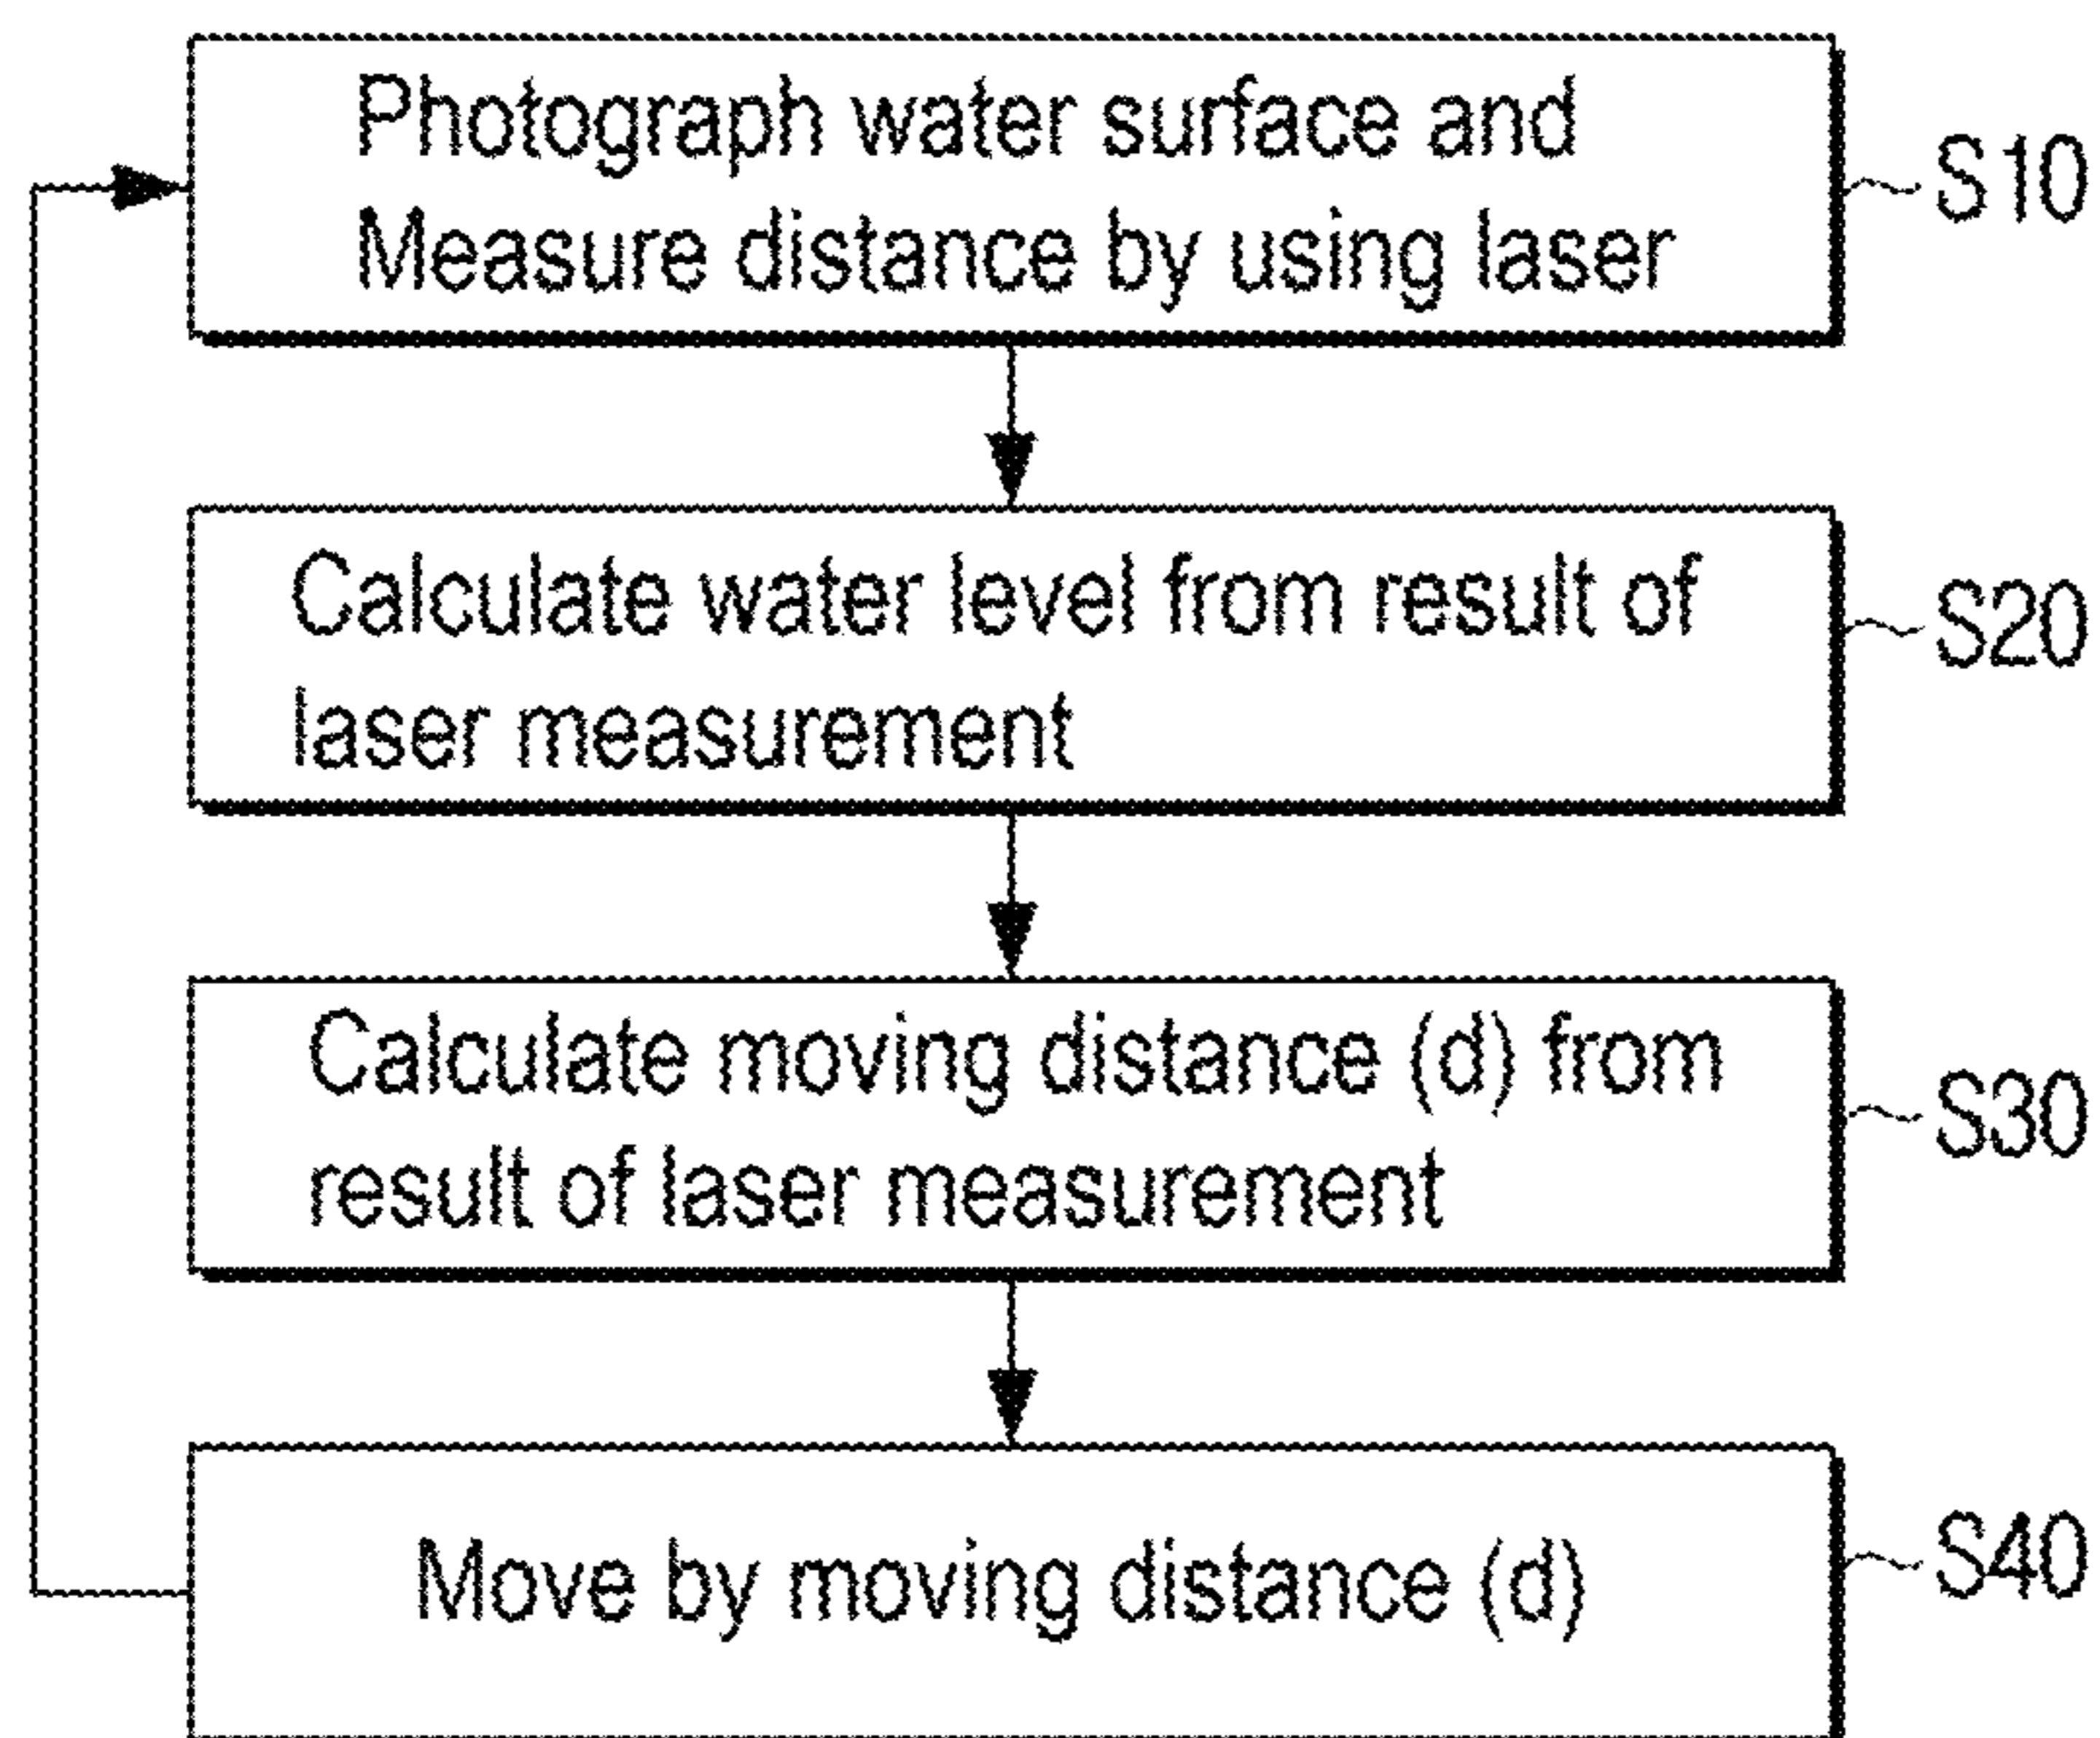 Photograph water surface and
Measure distance by using laser
S10
Calculate water level from result of
laser measurement
S20
Calculate moving distance (d) from
result of laser measurement
S30
Move by moving distance (d)
S40